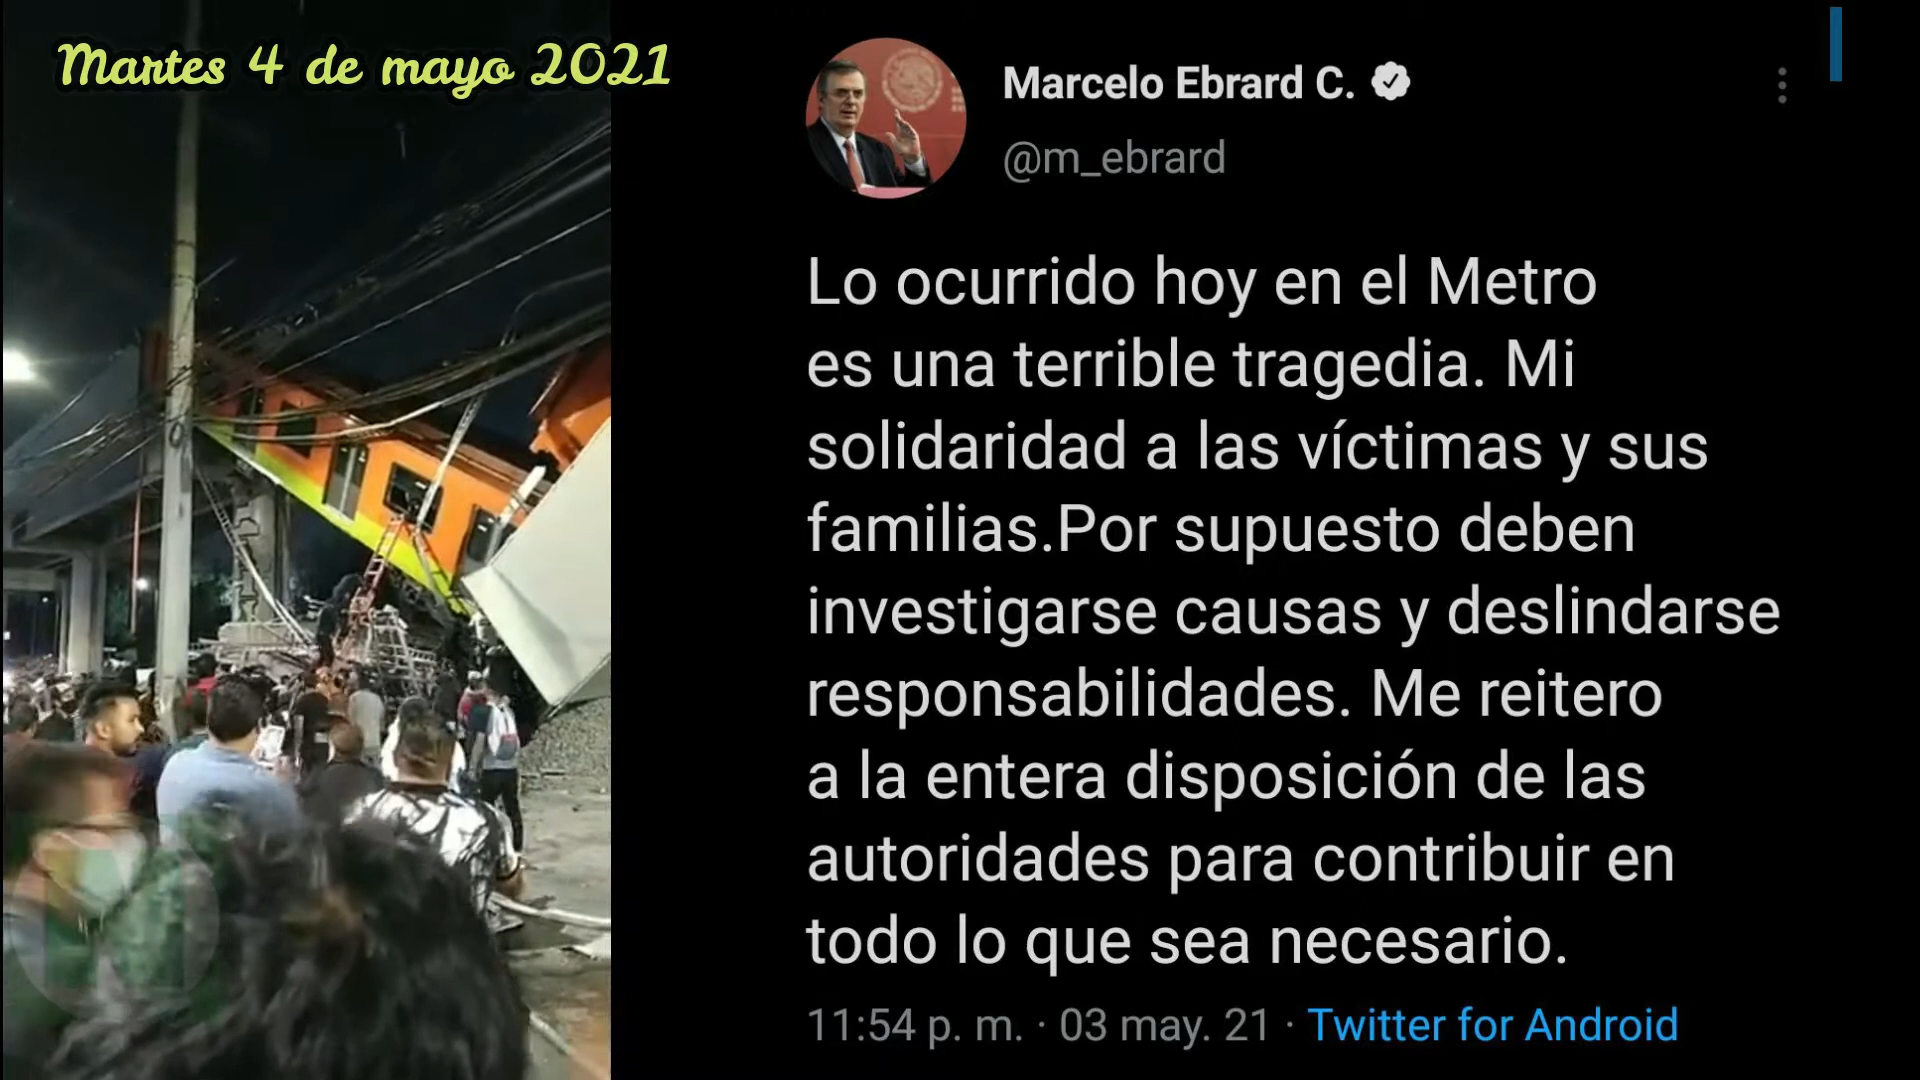 Martes 4 de mayo 2021
Marcelo Ebrard C.
@m_ebrard
Lo ocurrido hoy en el Metro
es una terrible tragedia. Mi
solidaridad a las víctimas y sus
familias.Por supuesto deben
investigarse causas y deslindarse
responsabilidades. Me reitero
a la entera disposición de las
autoridades para contribuir en
todo lo que sea necesario.
11:54 p. m. · 03 may. 21 · Twitter for Android